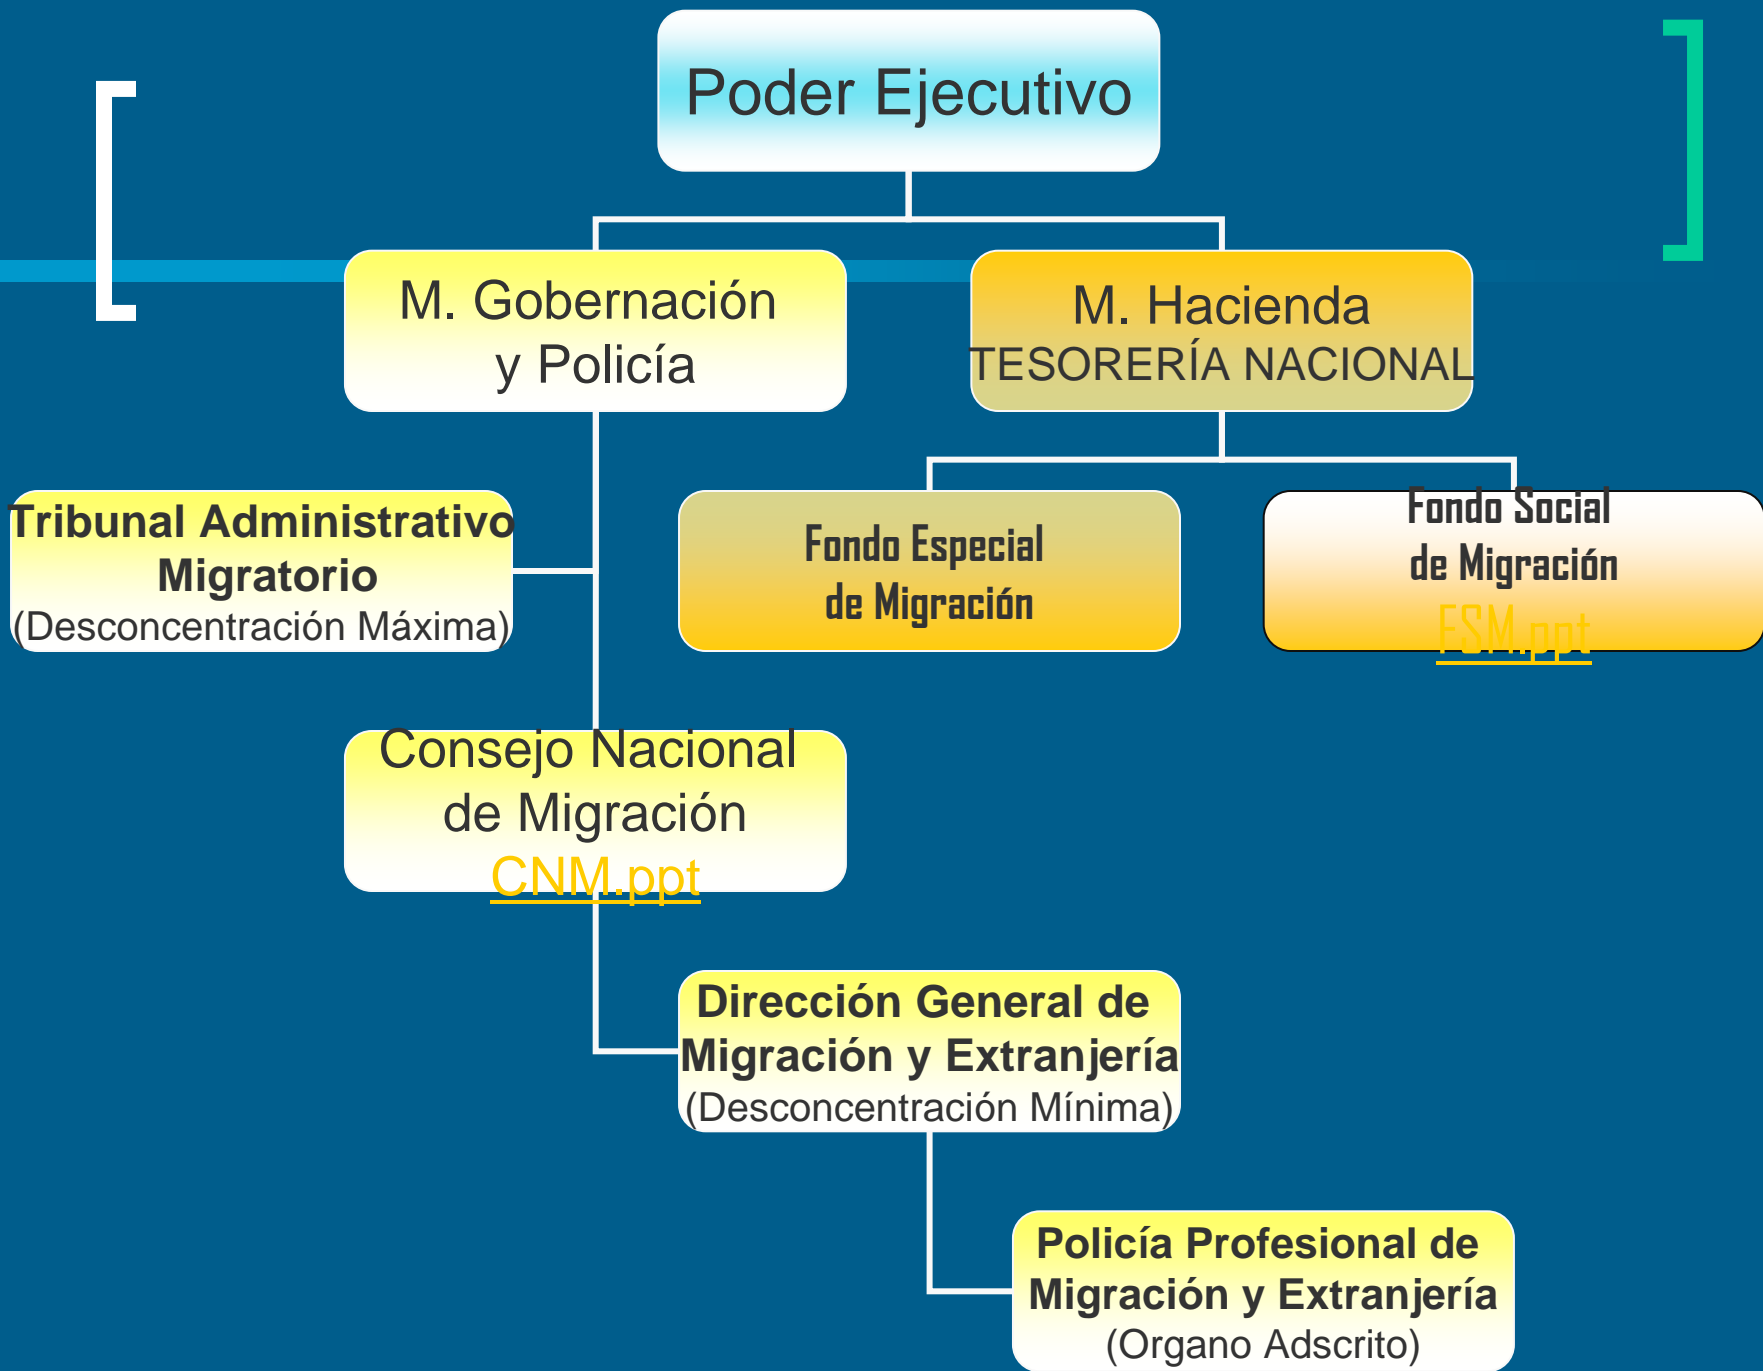 Poder Ejecutivo
M. Gobernación
y Policía
M. Hacienda
TESORERÍA NACIONAL
Tribunal Administrativo
Migratorio
(Desconcentración Máxima)
Fondo Especial
de Migración
Fondo Social
de Migración
FSM.ppt
Consejo Nacional
de Migración
CNM.ppt
Dirección General de
Migración y Extranjería
(Desconcentración Mínima)
Policía Profesional de
Migración y Extranjería
(Organo Adscrito)